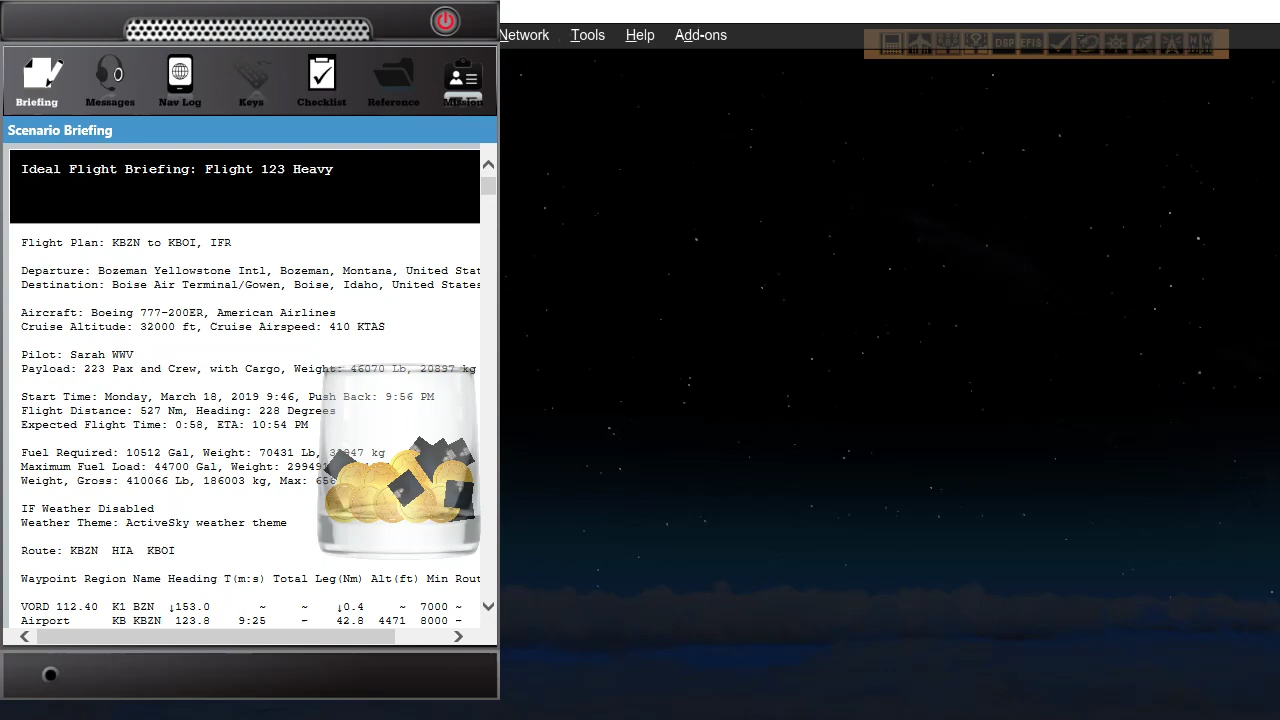 Network Tools Help Add-ons
DSP EFIS
Briefing Messages Nav Log Keys Checklist Reference Mission
Scenario Briefing
Ideal Flight Briefing: Flight 123 Heavy
Flight Plan: KBZN to KBOI, IFR
Departure: Bozeman Yellowstone Intl, Bozeman, Montana, United Stat
Destination: Boise Air Terminal/Gowen, Boise, Idaho, United States
Aircraft: Boeing 777-200ER, American Airlines
Cruise Altitude: 32000 ft, Cruise Airspeed: 410 KTAS
Pilot: Sarah WWV
Payload: 223 Pax and Crew, with Cargo, Weight: 46070 Lb, 20897 kg
Start Time: Monday, March 18, 2019 9:46, Push Back: 9:56 PM
Flight Distance: 527 Nm, Heading: 228 Degrees
Expected Flight Time: 0:58, ETA: 10:54 PM
Fuel Required: 10512 Gal, Weight: 70431 Lb, kg
Maximum Fuel Load: 44700 Gal, Weight: 299491
Weight, Gross: 410066 Lb, 186003 kg, Max: 656
IF Weather Disabled
Weather Theme: ActiveSky weather theme
Route: KBZN HIA KBOI
Waypoint Region Name Heading T(m:s) Total Leg(Nm) Alt(ft) Min Rout
VORD 112.40 K1 BZN ↓153.0 ~ ~ ↓0.4 ~ 7000 ~
Airport KB KBZN 123.8 9:25 - 42.8 4471 8000 ~